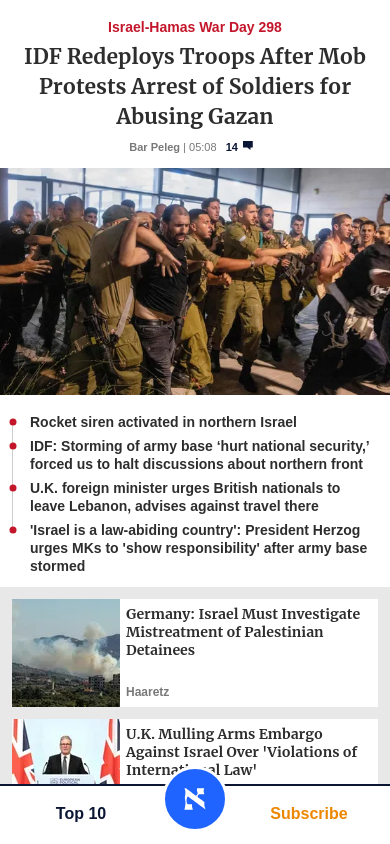 Israel-Hamas War Day 298
IDF Redeploys Troops After Mob
Protests Arrest of Soldiers for
Abusing Gazan
Bar Peleg | 05:08 14
Rocket siren activated in northern Israel
IDF: Storming of army base ‘hurt national security,’
forced us to halt discussions about northern front
U.K. foreign minister urges British nationals to
leave Lebanon, advises against travel there
'Israel is a law-abiding country': President Herzog
urges MKs to 'show responsibility' after army base
stormed
Germany: Israel Must Investigate
Mistreatment of Palestinian
Detainees
Haaretz
U.K. Mulling Arms Embargo
Against Israel Over 'Violations of
International Law'
Top 10
Subscribe